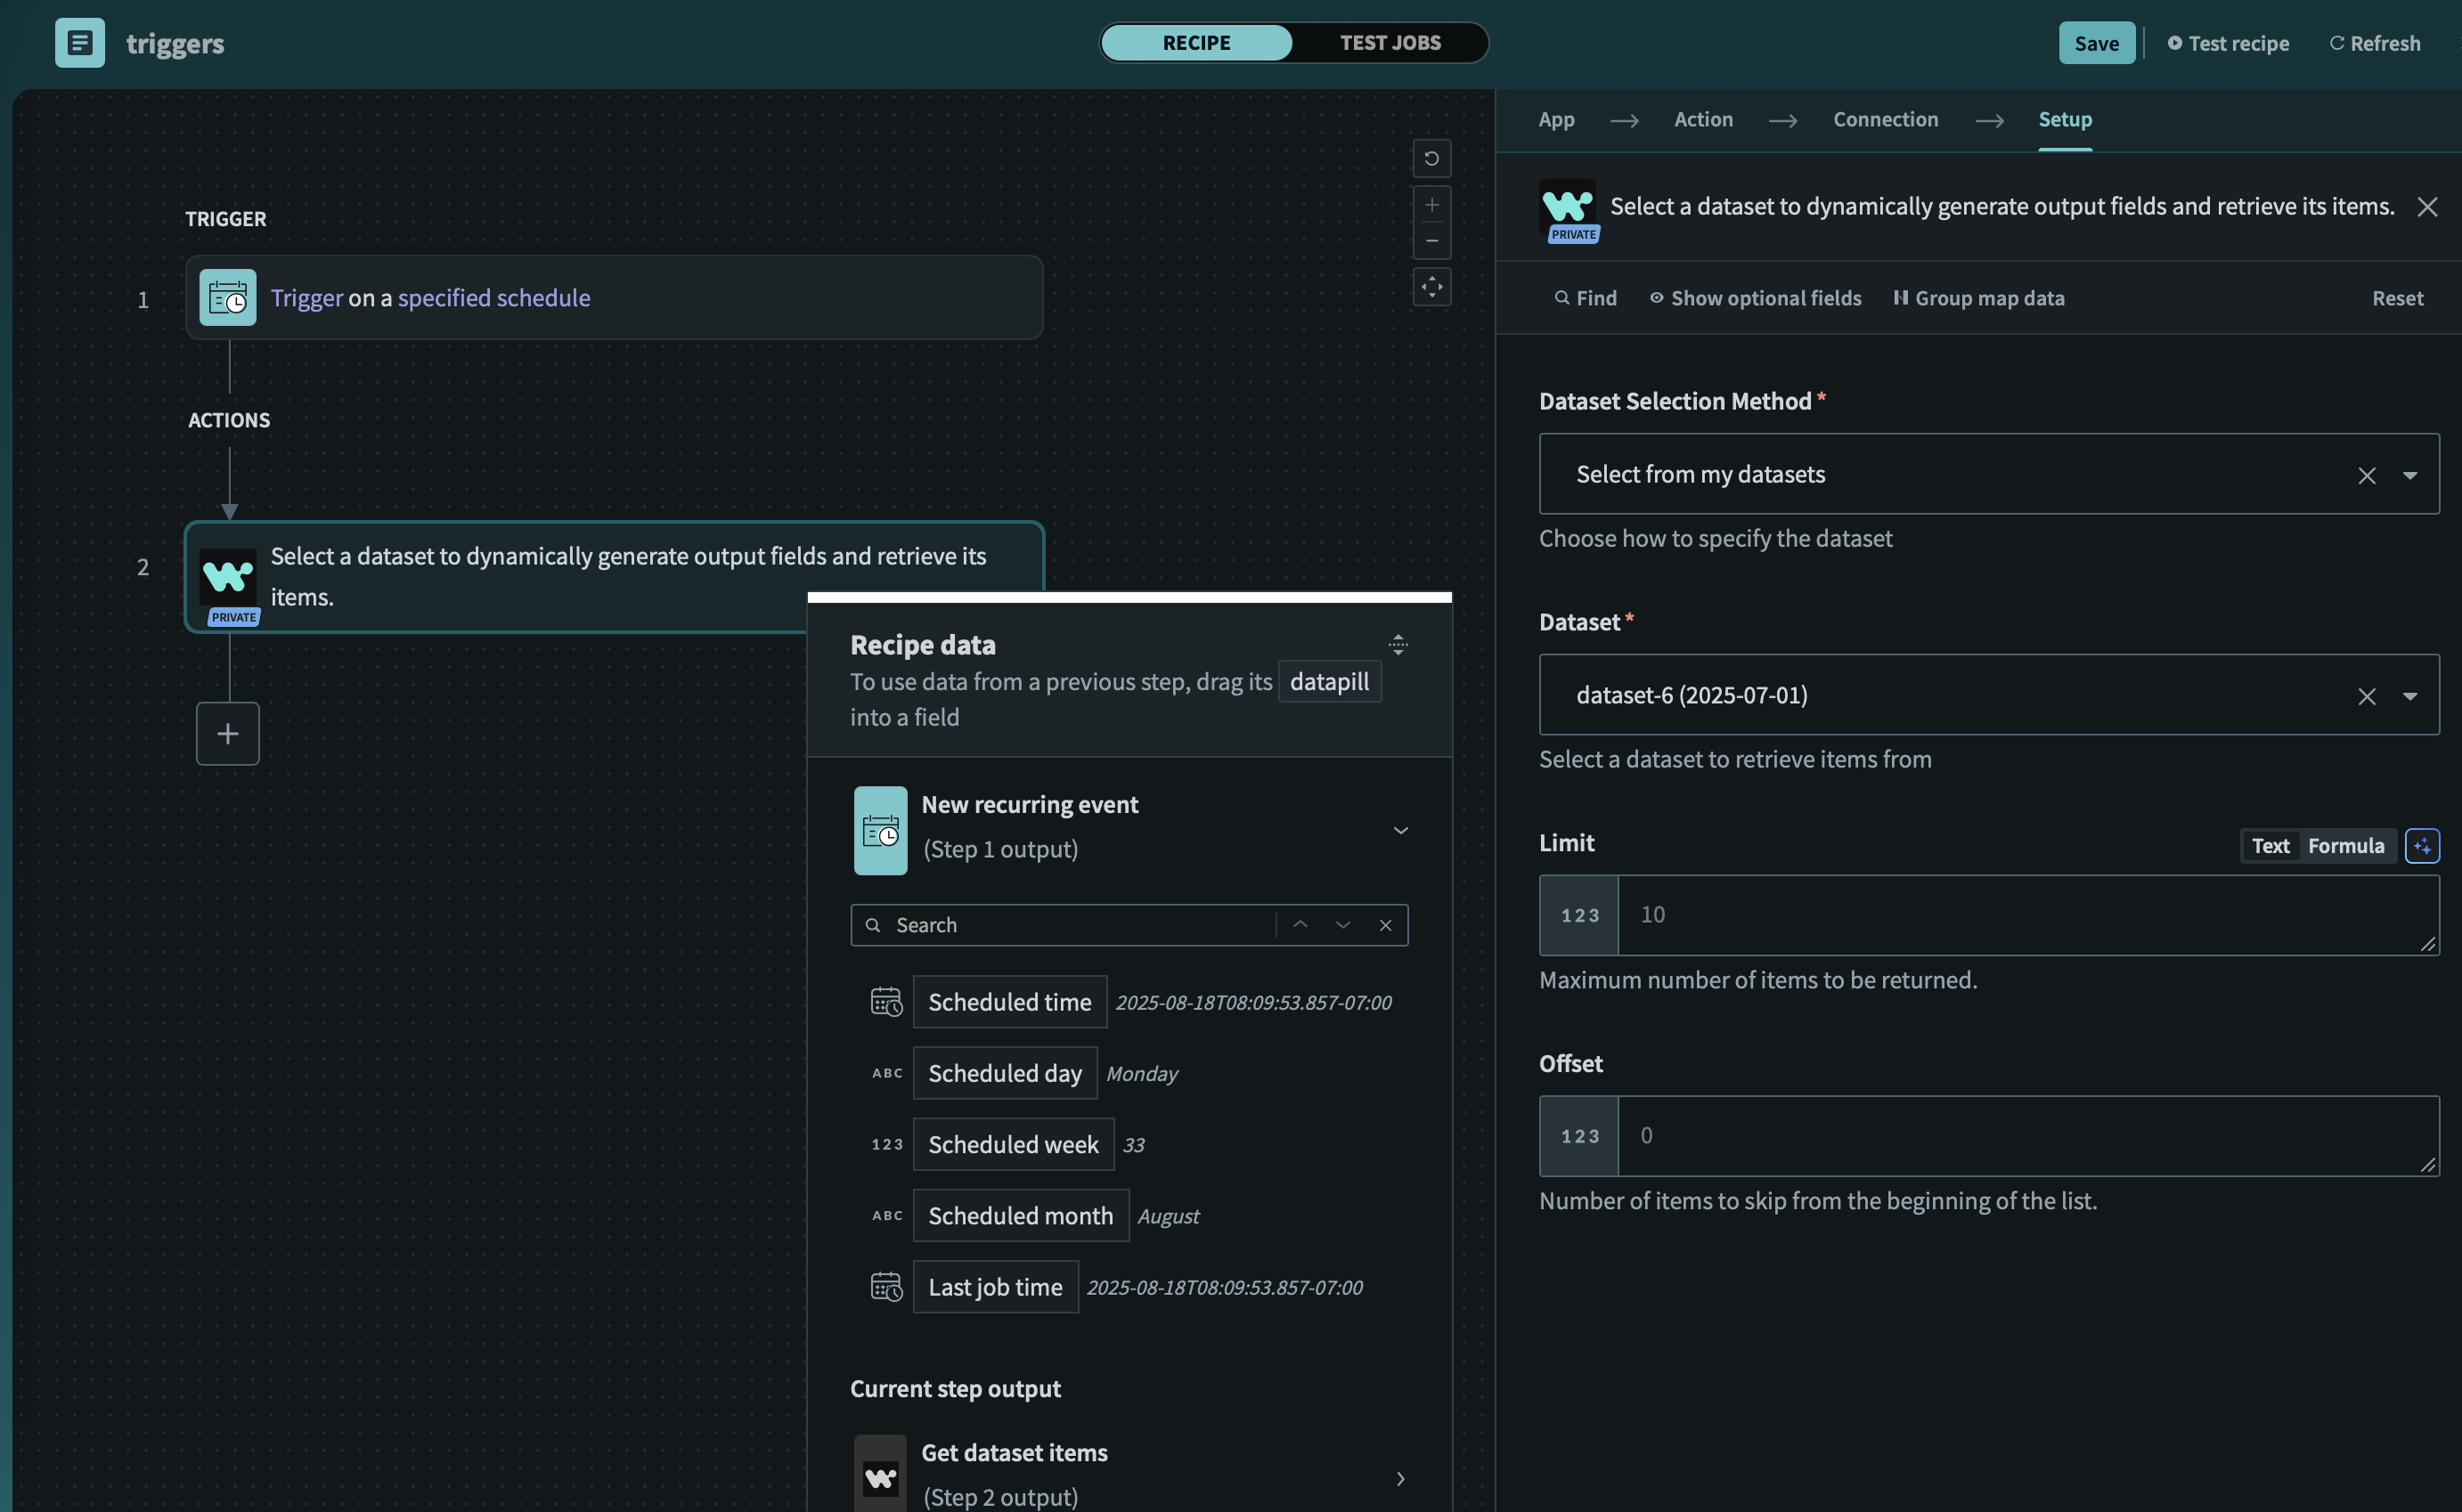 triggers
RECIPE
TEST JOBS
Save
Test recipe
Refresh
TRIGGER
1
Trigger on a specified schedule
ACTIONS
2
PRIVATE
Select a dataset to dynamically generate output fields and retrieve its
items.
Recipe data
To use data from a previous step, drag its datapill
into a field
New recurring event
(Step 1 output)
Search
Scheduled time 2025-08-18T08:09:53.857-07:00
ABC Scheduled day Monday
123 Scheduled week 33
ABC Scheduled month August
Last job time 2025-08-18T08:09:53.857-07:00
Current step output
Get dataset items
(Step 2 output)
App
Action
Connection
Setup
PRIVATE
Select a dataset to dynamically generate output fields and retrieve its items.
Find
Show optional fields
Group map data
Reset
Dataset Selection Method *
Select from my datasets
Choose how to specify the dataset
Dataset *
dataset-6 (2025-07-01)
Select a dataset to retrieve items from
Limit
Text
Formula
123
10
Maximum number of items to be returned.
Offset
123
0
Number of items to skip from the beginning of the list.